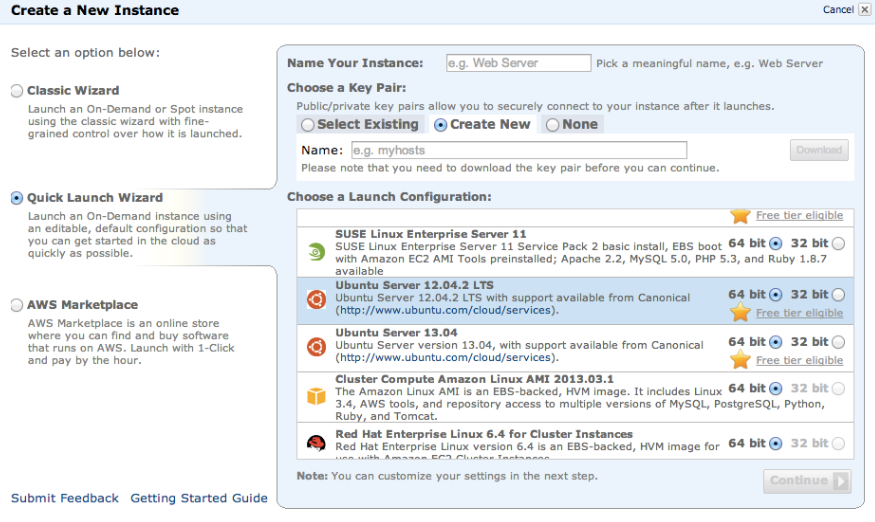 Create a New Instance
Cancel
Select an option below:
Classic Wizard
Launch an On-Demand or Spot instance
using the classic wizard with fine-
grained control over how it is launched.
Quick Launch Wizard
Launch an On-Demand instance using
an editable, default configuration so that
you can get started in the cloud as
quickly as possible.
AWS Marketplace
AWS Marketplace is an online store
where you can find and buy software
that runs on AWS. Launch with 1-Click
and pay by the hour.
Submit Feedback Getting Started Guide
Name Your Instance: e.g. Web Server Pick a meaningful name, e.g. Web Server
Choose a Key Pair:
Public/private key pairs allow you to securely connect to your instance after it launches.
Select Existing Create New None
Name: e.g. myhosts Download
Please note that you need to download the key pair before you can continue.
Choose a Launch Configuration:
Free tier eligible
SUSE Linux Enterprise Server 11
SUSE Linux Enterprise Server 11 Service Pack 2 basic install, EBS boot
with Amazon EC2 AMI Tools preinstalled; Apache 2.2, MySQL 5.0, PHP 5.3, and Ruby 1.8.7
available
64 bit 32 bit
Ubuntu Server 12.04.2 LTS
Ubuntu Server 12.04.2 LTS with support available from Canonical
(http://www.ubuntu.com/cloud/services).
64 bit 32 bit
Free tier eligible
Ubuntu Server 13.04
Ubuntu Server version 13.04, with support available from Canonical
(http://www.ubuntu.com/cloud/services).
64 bit 32 bit
Free tier eligible
Cluster Compute Amazon Linux AMI 2013.03.1
The Amazon Linux AMI is an EBS-backed, HVM image. It includes Linux
3.4, AWS tools, and repository access to multiple versions of MySQL, PostgreSQL, Python,
Ruby, and Tomcat.
64 bit 32 bit
Red Hat Enterprise Linux 6.4 for Cluster Instances
Red Hat Enterprise Linux version 6.4 is an EBS-backed, HVM image for
use with Amazon EC2 Cluster Instances
64 bit 32 bit
Note: You can customize your settings in the next step.
Continue